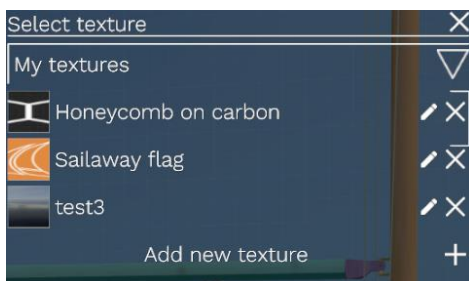 Select texture
My textures
Honeycomb on carbon
Sailaway flag
test3
Add new texture